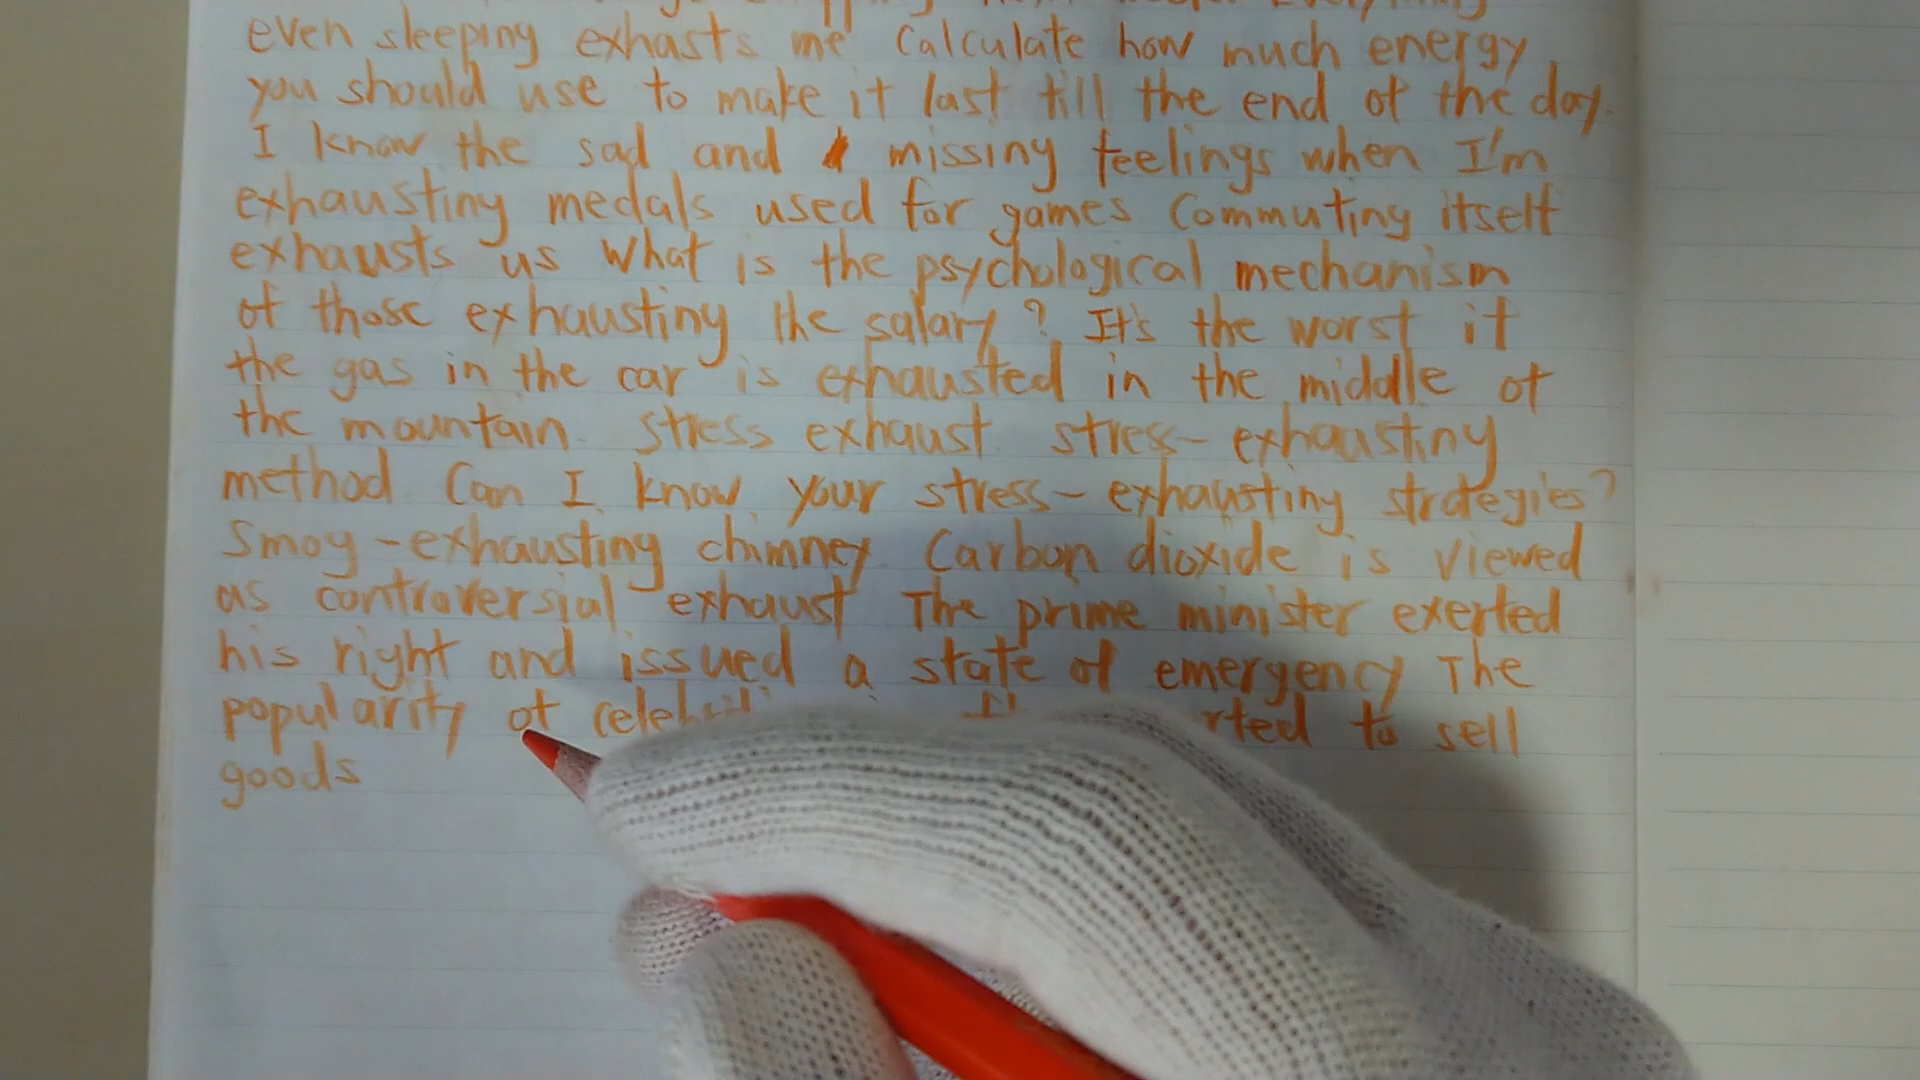 even sleeping exhasts me Calculate how much energy
you should use to make it last till the end of the day.
I know the sad and missing feelings when I'm
exhausting medals used for games Commuting itself
exhausts us What is the psychological mechanism
of those exhausting the salary? It's the worst if
the gas in the car is exhausted in the middle of
the mountain. Stress exhaust. stress-exhausting
method Can I know your stress-exhausting strategies?
Smog-exhausting chimney Carbon dioxide is viewed
as controversial exhaust The prime minister exerted
his right and issued a state of emergency The
popularity of to sell
goods